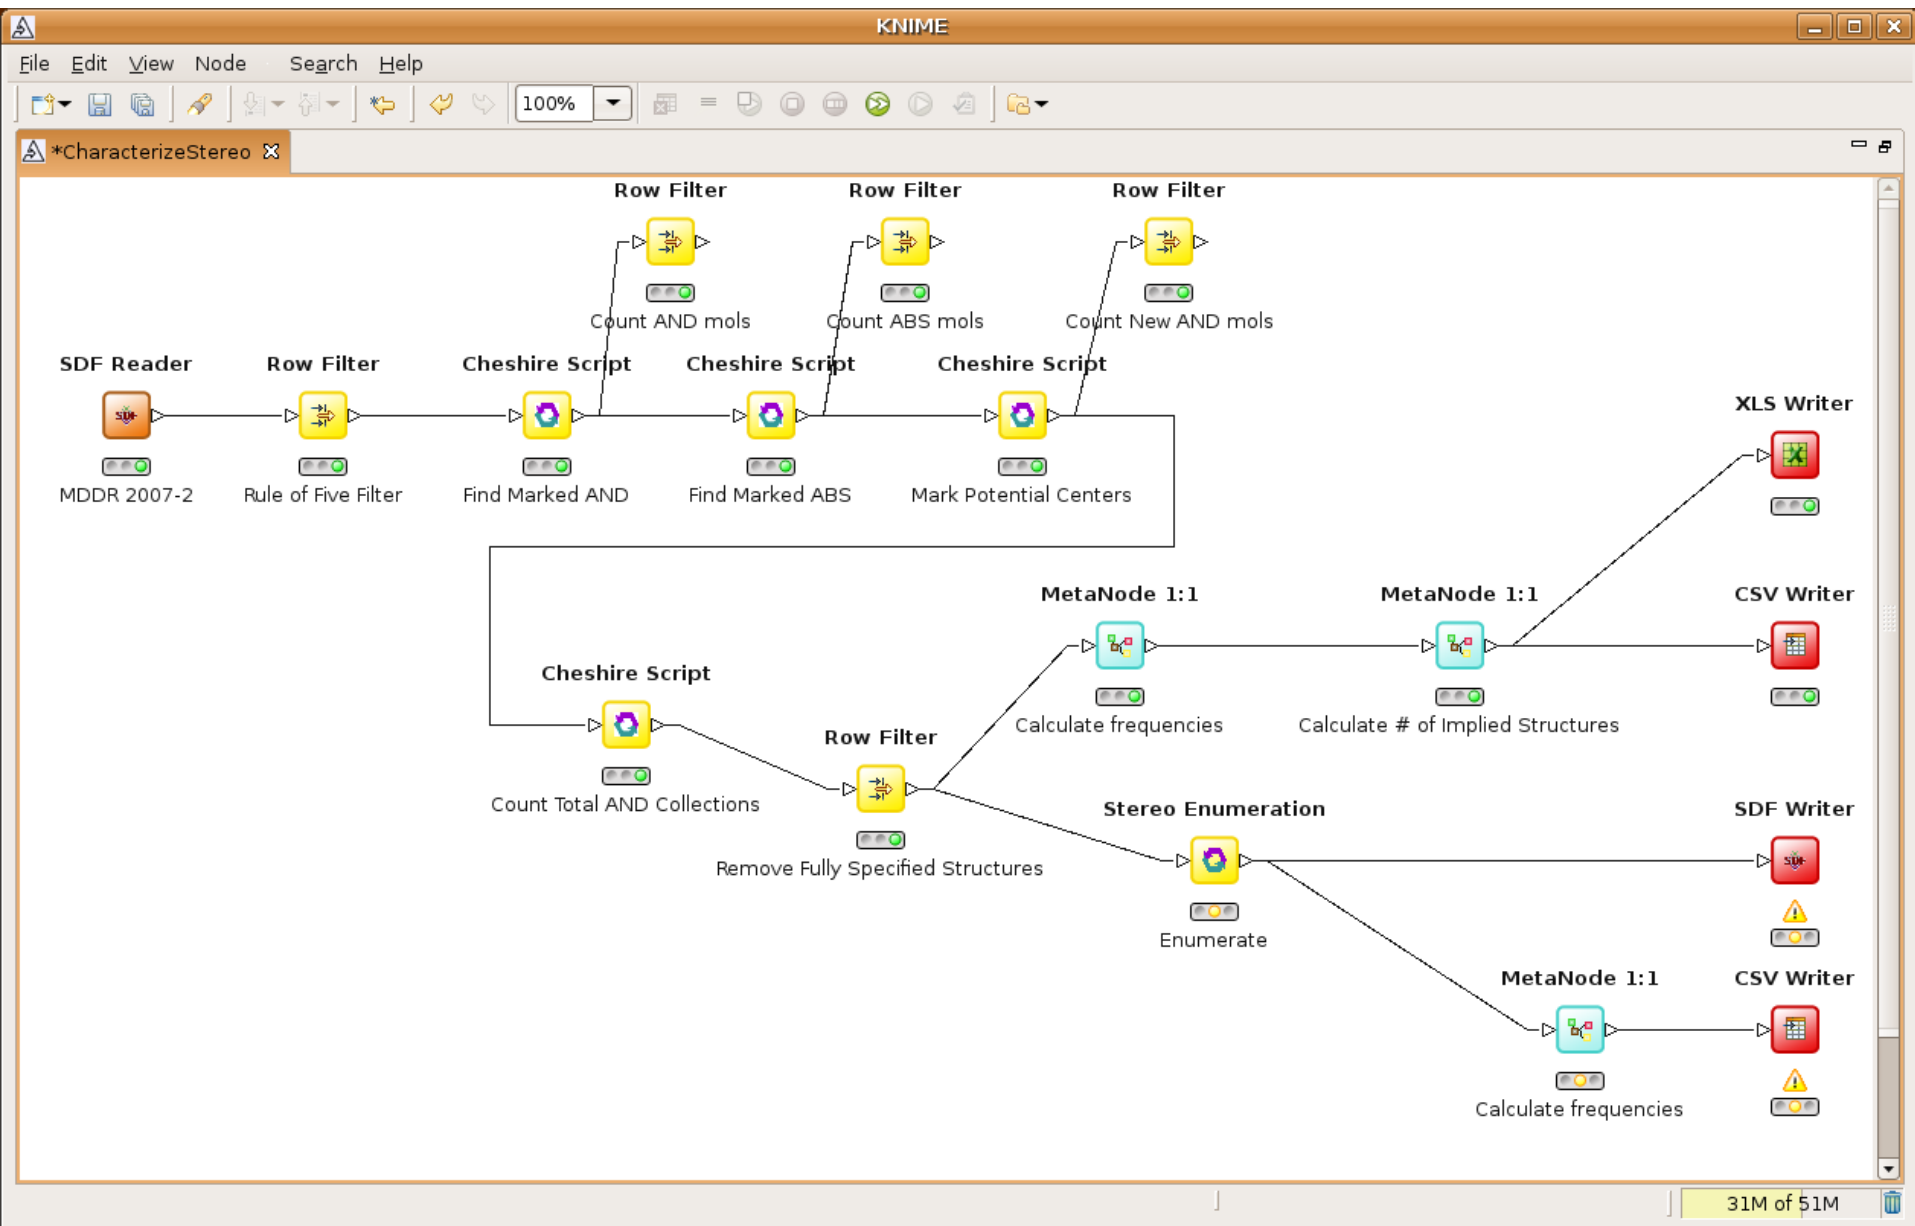 KNIME
File Edit View Node Search Help
100%
*CharacterizeStereo
Row Filter Row Filter Row Filter
Count AND mols Count ABS mols Count New AND mols
SDF Reader Row Filter Cheshire Script Cheshire Script Cheshire Script
MDDR 2007-2 Rule of Five Filter Find Marked AND Find Marked ABS Mark Potential Centers
XLS Writer
MetaNode 1:1 MetaNode 1:1 CSV Writer
Cheshire Script
Calculate frequencies Calculate # of Implied Structures
Row Filter
Count Total AND Collections
Stereo Enumeration SDF Writer
Remove Fully Specified Structures
Enumerate
MetaNode 1:1 CSV Writer
Calculate frequencies
31M of 51M